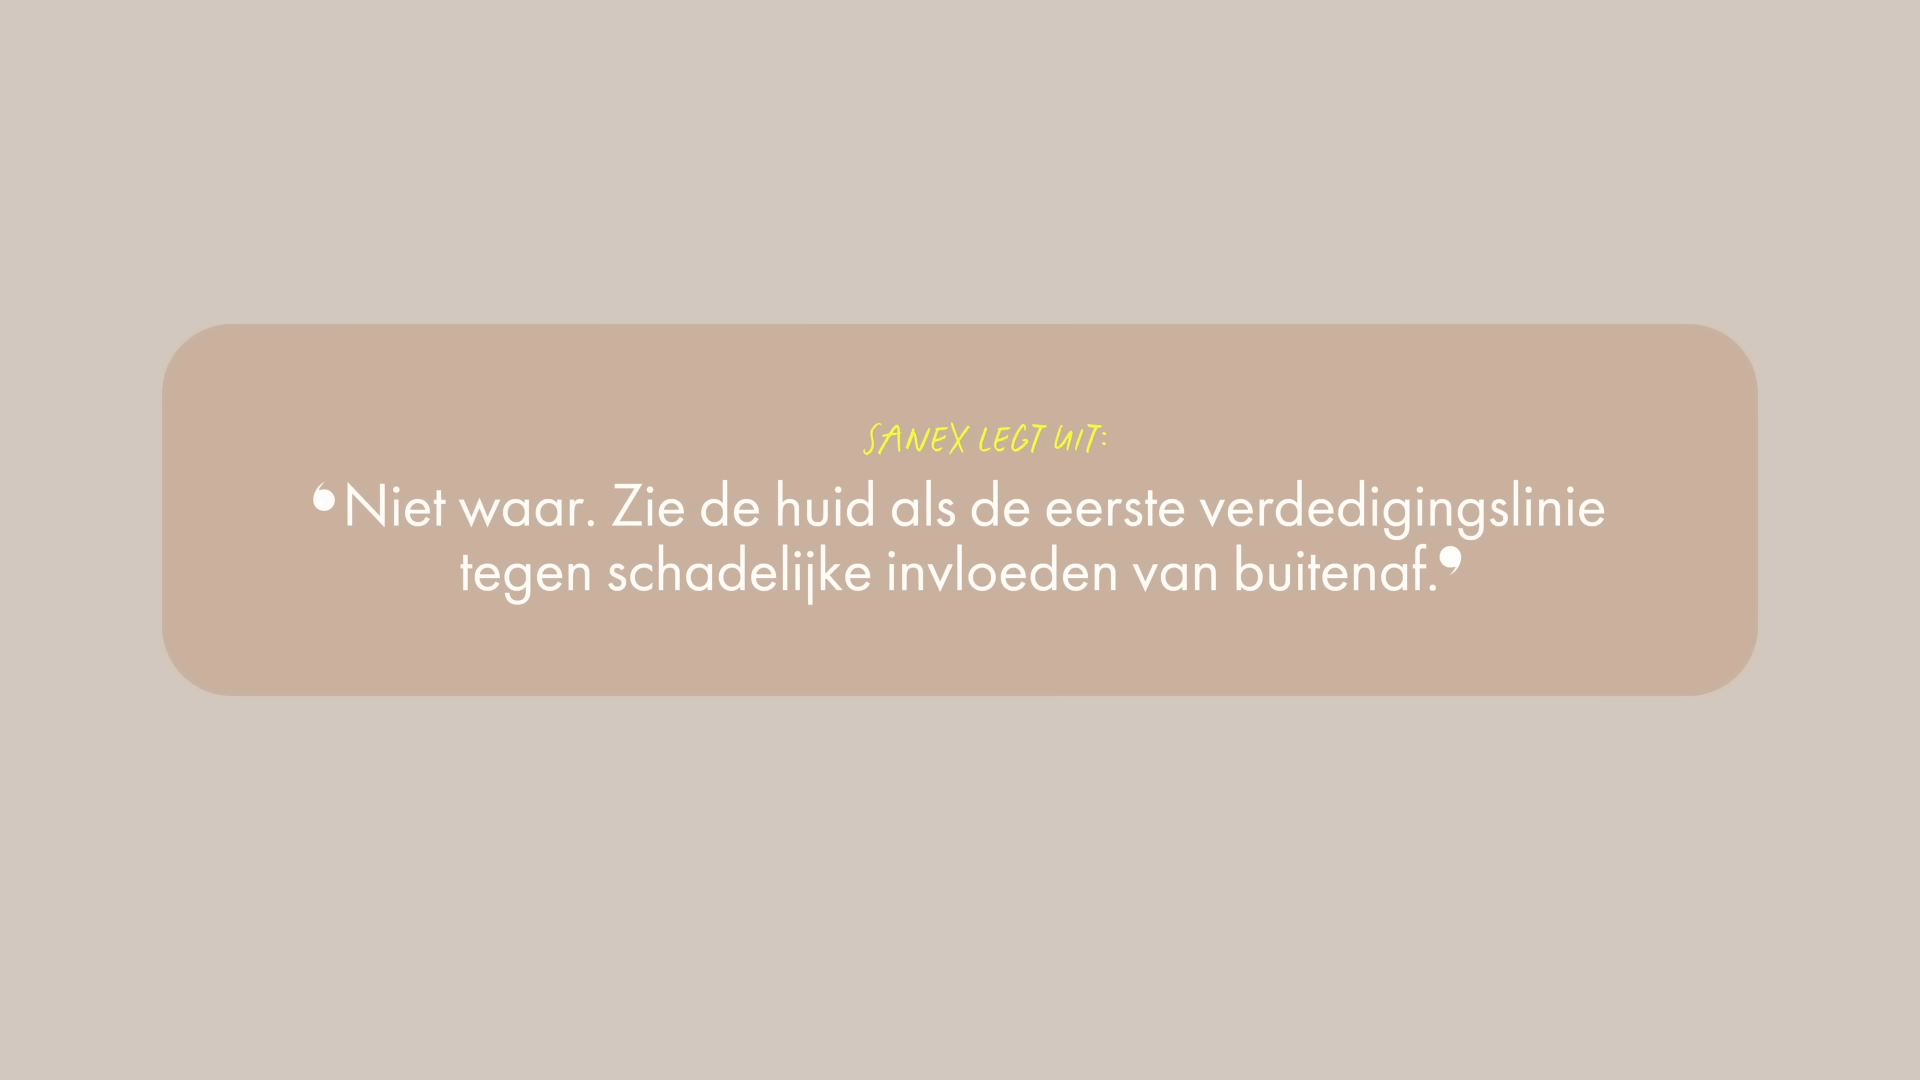 SANEX LEGT UIT:
❛Niet waar. Zie de huid als de eerste verdedigingslinie
tegen schadelijke invloeden van buitenaf.❜